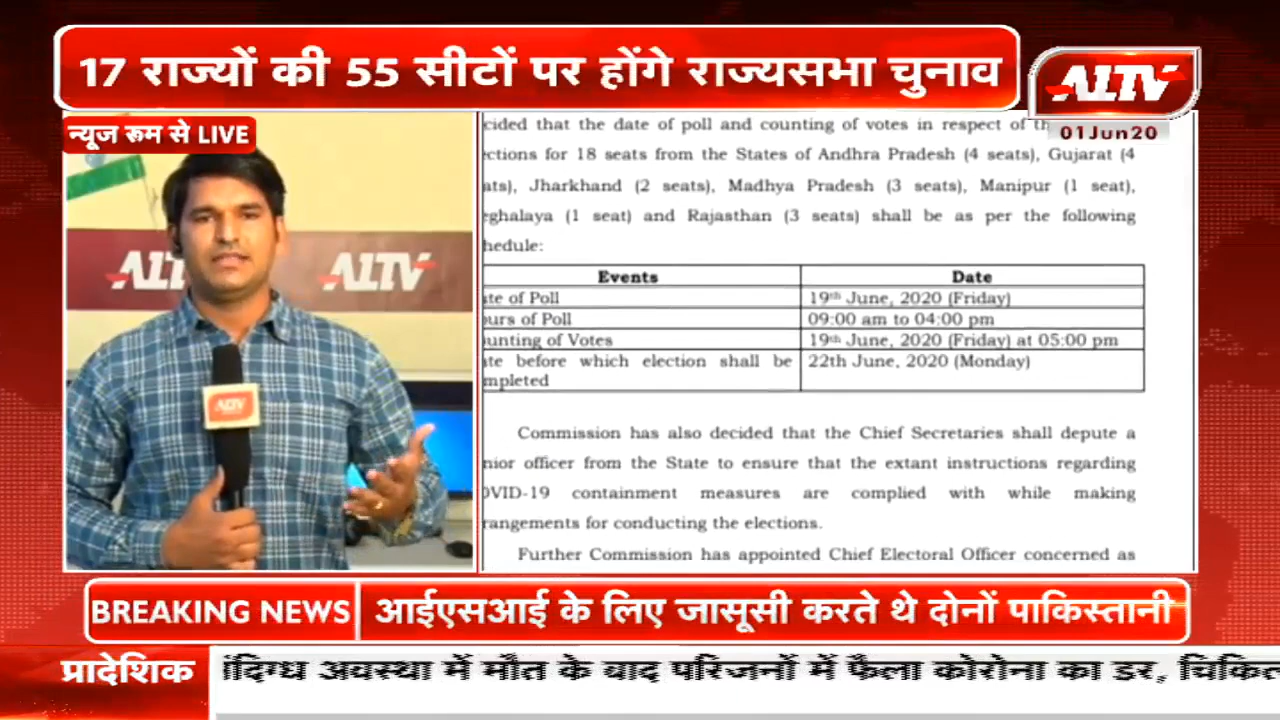 17 राज्यों की 55 सीटों पर होंगे राज्यसभा चुनाव
ALTV
01Jun20
न्यूज रूम से LIVE
cided that the date of poll and counting of votes in respect of
ctions for 18 seats from the States of Andhra Pradesh (4 seats), Gujarat (4
ats), Jharkhand (2 seats), Madhya Pradesh (3 seats), Manipur (1 seat),
ghalaya (1 seat) and Rajasthan (3 seats) shall be as per the following
hedule:
Events Date
te of Poll 19th June, 2020 (Friday)
urs of Poll 09:00 am to 04:00 pm
unting of Votes 19th June, 2020 (Friday) at 05:00 pm
te before which election shall be 22th June, 2020 (Monday)
mpleted
Commission has also decided that the Chief Secretaries shall depute a
nior officer from the State to ensure that the extant instructions regarding
OVID-19 containment measures are complied with while making
rangements for conducting the elections.
Further Commission has appointed Chief Electoral Officer concerned as
ALTV
ALTV
ALTV
BREAKING NEWS आईएसआई के लिए जासूसी करते थे दोनों पाकिस्तानी
प्रादेशिक अवस्था में मौत के बाद परिजनों में फैला कोरोना का डर,